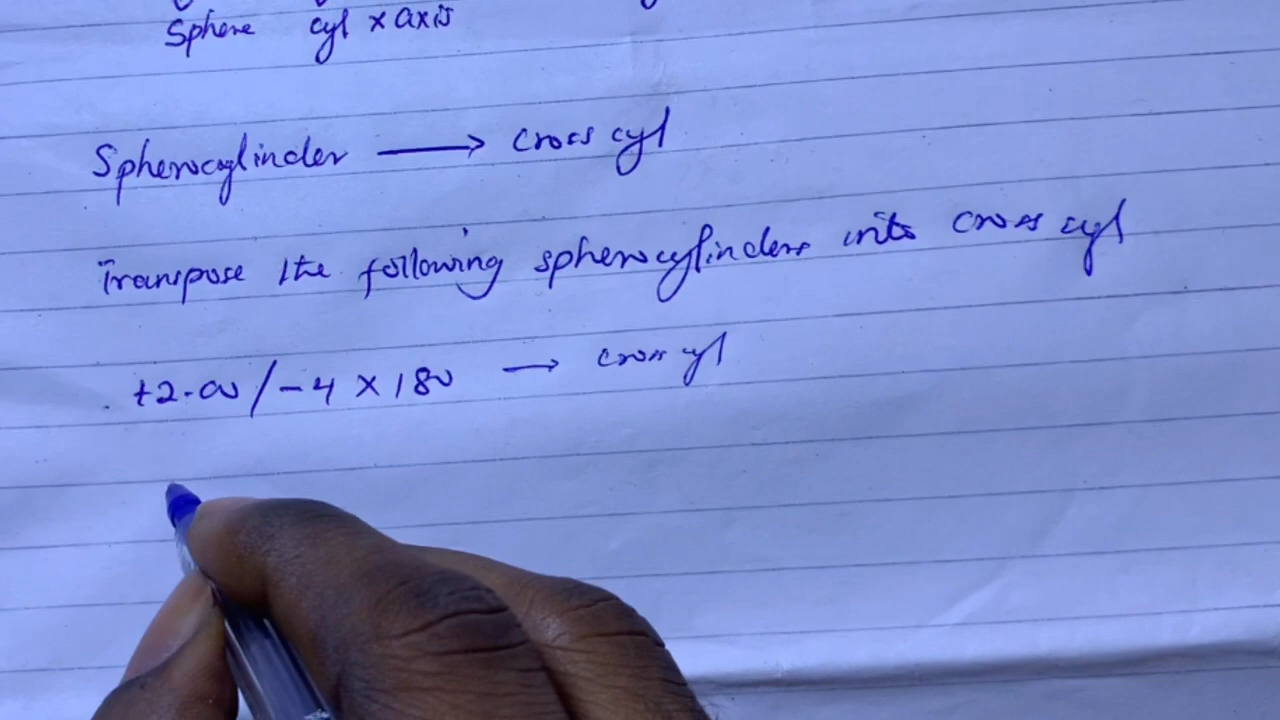 Sphere cyl x axis
Spherocylinder → cross cyl
Transpose the following spherocylinders into cross cyl
+2.00 / -4 x 180 → cross cyl